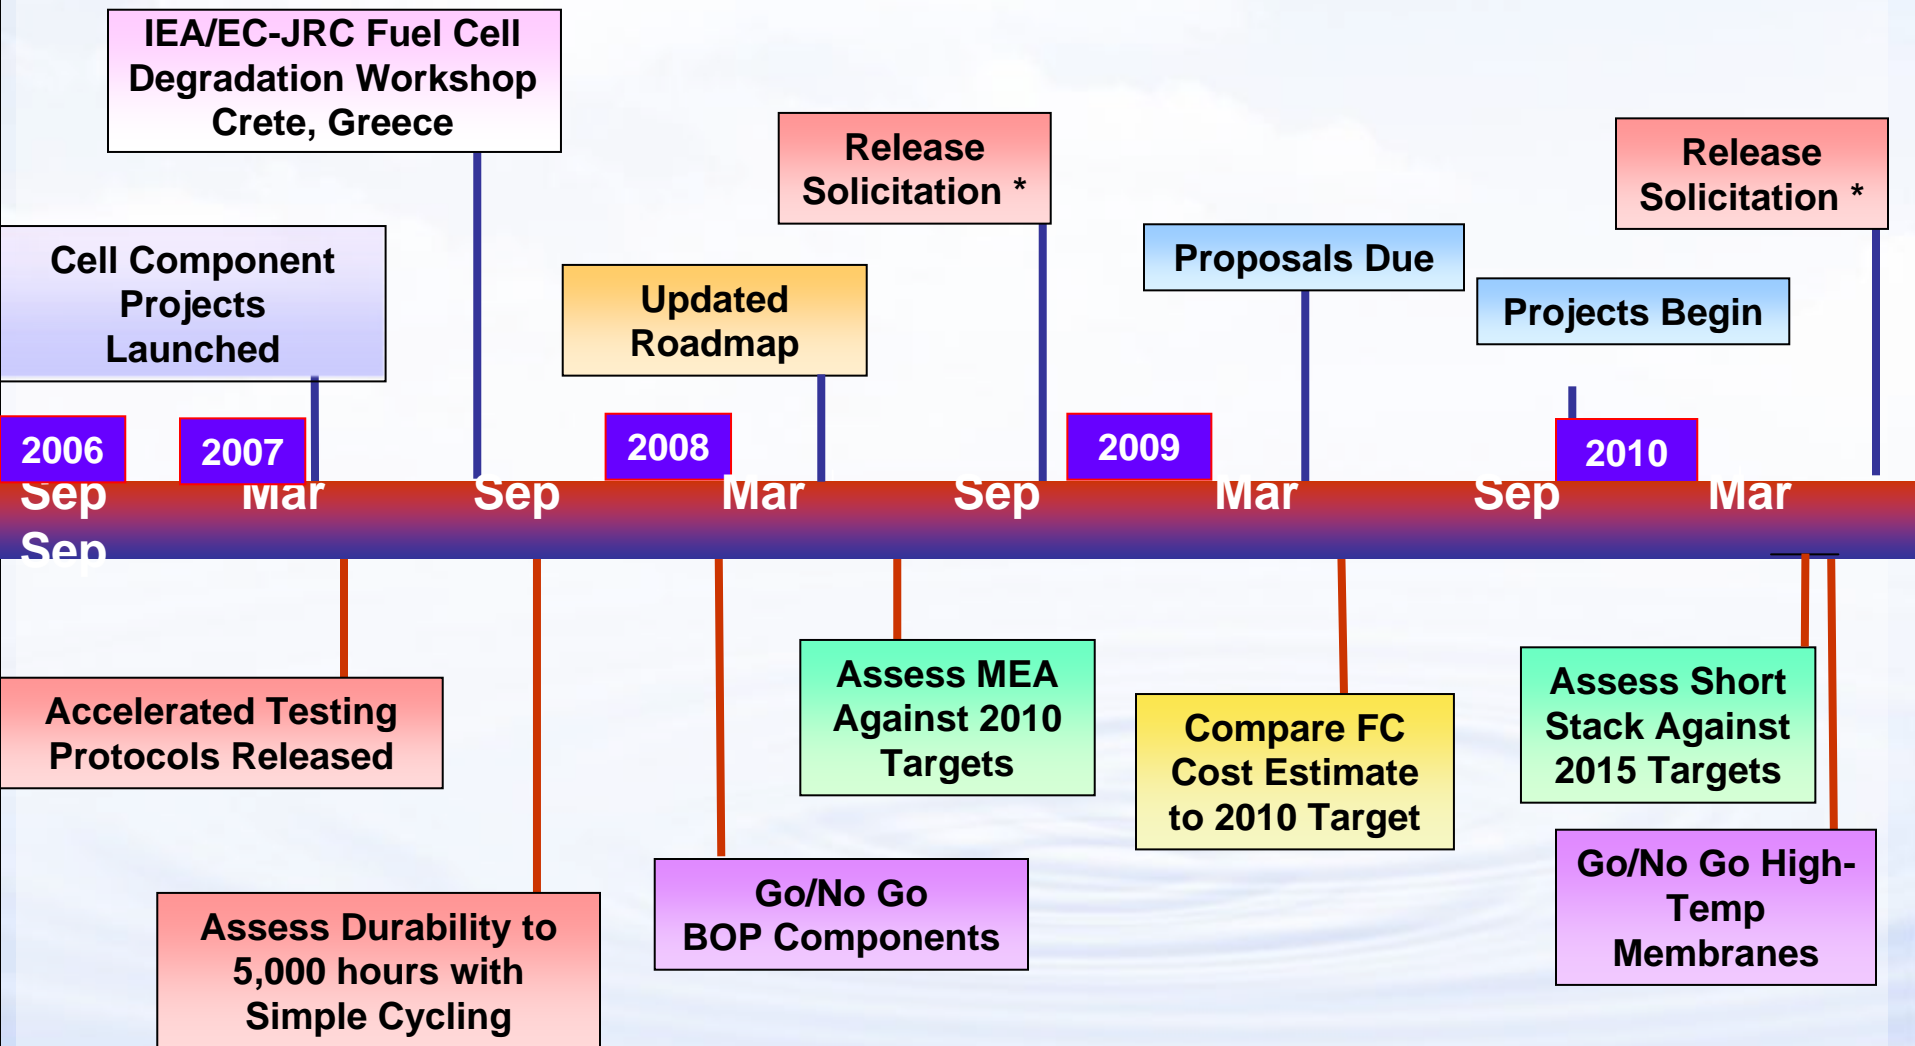 IEA/EC-JRC Fuel Cell
Degradation Workshop
Crete, Greece
Release
Solicitation *
Release
Solicitation *
Cell Component
Projects
Launched
Updated
Roadmap
Proposals Due
Projects Begin
2006
2007
2008
2009
2010
Sep Mar Sep Mar Sep Mar Sep Mar
Sep
Accelerated Testing
Protocols Released
Assess Durability to
5,000 hours with
Simple Cycling
Go/No Go
BOP Components
Assess MEA
Against 2010
Targets
Compare FC
Cost Estimate
to 2010 Target
Assess Short
Stack Against
2015 Targets
Go/No Go High-
Temp
Membranes